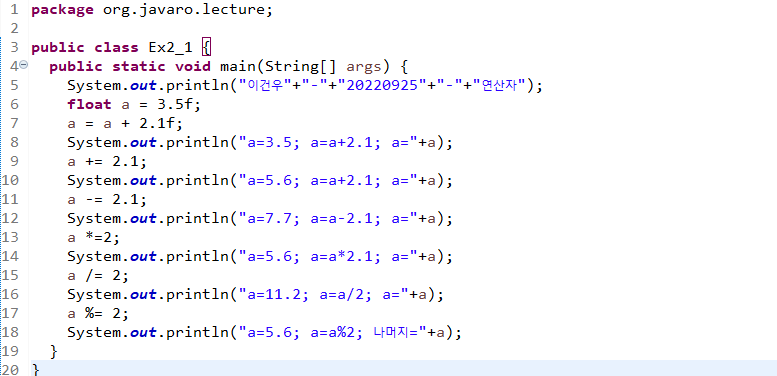 1 package org.javaro.lecture;
2
3 public class Ex2_1 {
4 public static void main(String[] args) {
5 System.out.println("이건우"+"-"+"20220925"+"-"+"연산자");
6 float a = 3.5f;
7 a = a + 2.1f;
8 System.out.println("a=3.5; a=a+2.1; a="+a);
9 a += 2.1;
10 System.out.println("a=5.6; a=a+2.1; a="+a);
11 a -= 2.1;
12 System.out.println("a=7.7; a=a-2.1; a="+a);
13 a *=2;
14 System.out.println("a=5.6; a=a*2.1; a="+a);
15 a /= 2;
16 System.out.println("a=11.2; a=a/2; a="+a);
17 a %= 2;
18 System.out.println("a=5.6; a=a%2; 나머지="+a);
19 }
20 }